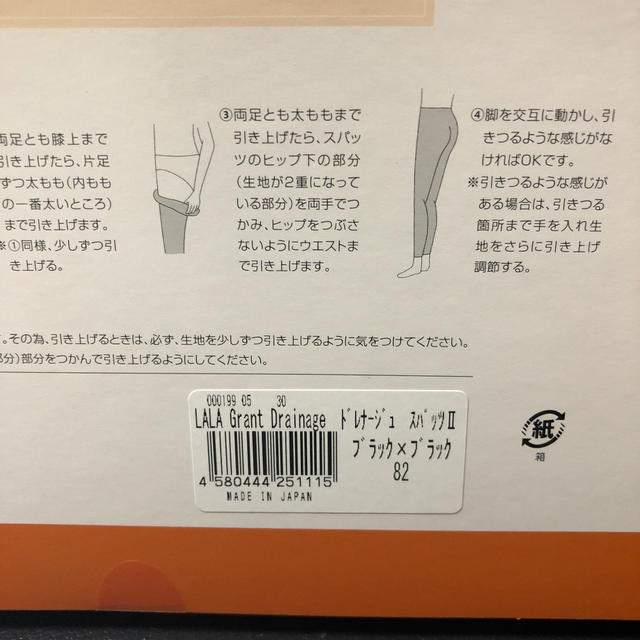 両足とも膝上まで
引き上げたら、片足
ずつ太もも(内もも
の一番太いところ)
まで引き上げます。
※①同様、少しずつ引
き上げる。
③両足とも太ももまで
引き上げたら、スパッ
ツのヒップ下の部分
(生地が2重になって
いる部分)を両手でつ
かみ、ヒップをつぶさ
ないようにウエストま
で引き上げます。
④脚を交互に動かし、引
きつるような感じがな
ければOKです。
※引きつるような感じが
ある場合は、引きつる
箇所まで手を入れ生
地をさらに引き上げ
調節する。
す。その為、引き上げるときは、必ず、生地を少しずつ引き上げるように気をつけてください。
部分)部分をつかんで引き上げるようにしてください。
000199 05 30
LALA Grant Drainage ﾄﾞﾚﾅｰｼﾞｭ ｽﾊﾟｯﾂⅡ
ブラック×ブラック
82
4 580444 251115
MADE IN JAPAN
紙
箱